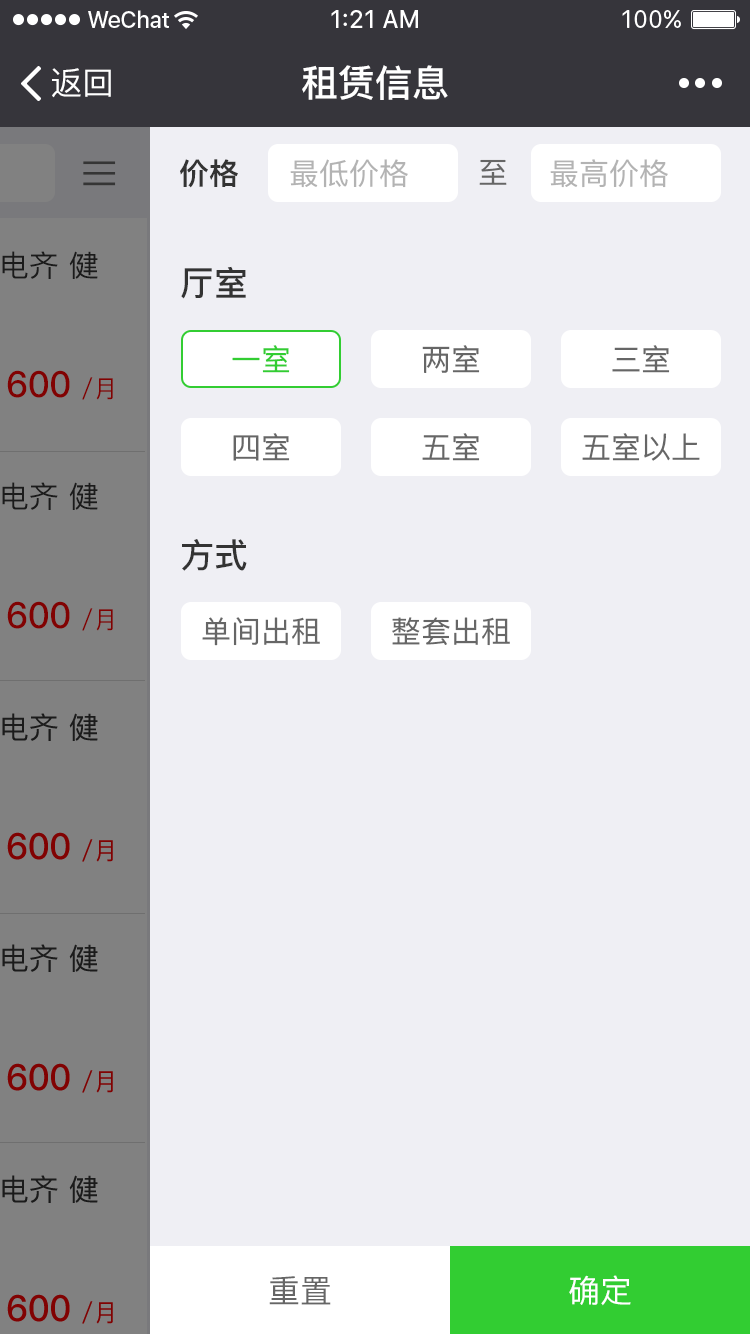 WeChat 1:21 AM 100%
返回 租赁信息
价格 最低价格 至 最高价格
厅室
一室 两室 三室
四室 五室 五室以上
方式
单间出租 整套出租
电齐 健
600 /月
电齐 健
600 /月
电齐 健
600 /月
电齐 健
600 /月
电齐 健
600 /月
重置 确定